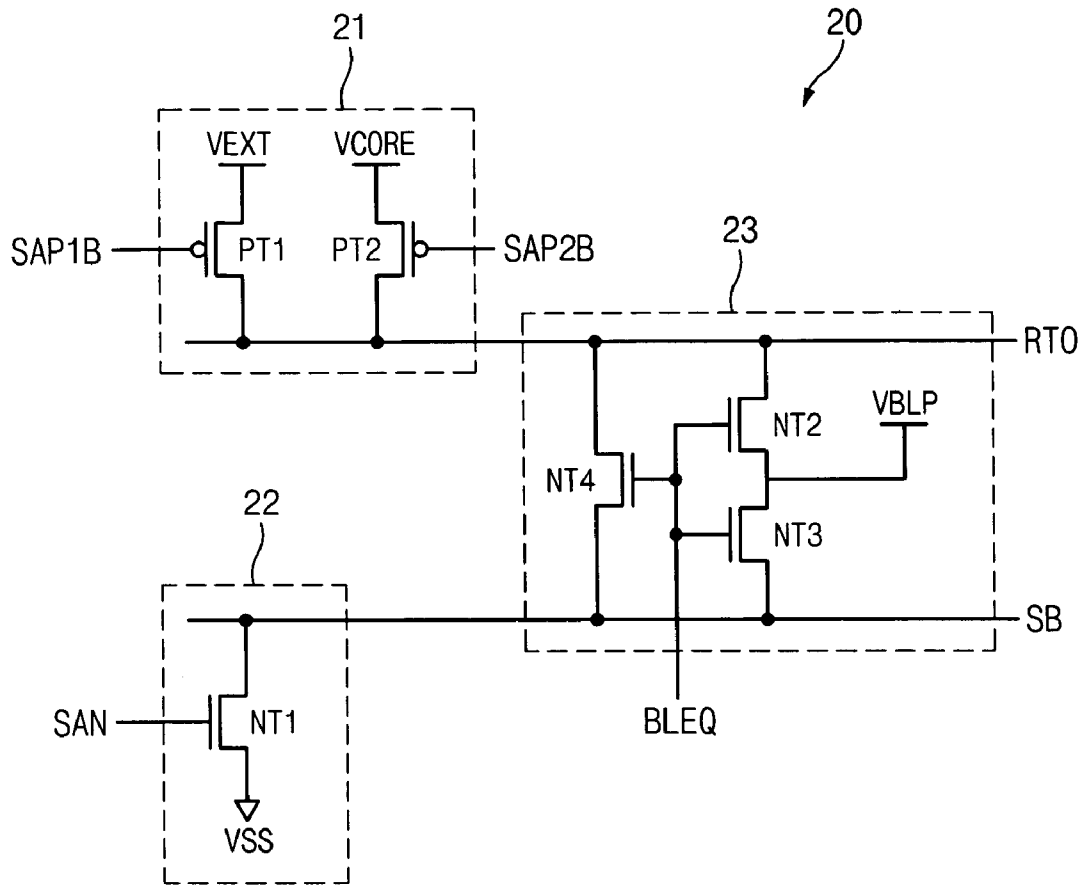 21
20
VEXT
VCORE
SAP1B
PT1
PT2
SAP2B
23
RTO
NT2
VBLP
NT4
NT3
22
SB
SAN
NT1
BLEQ
VSS